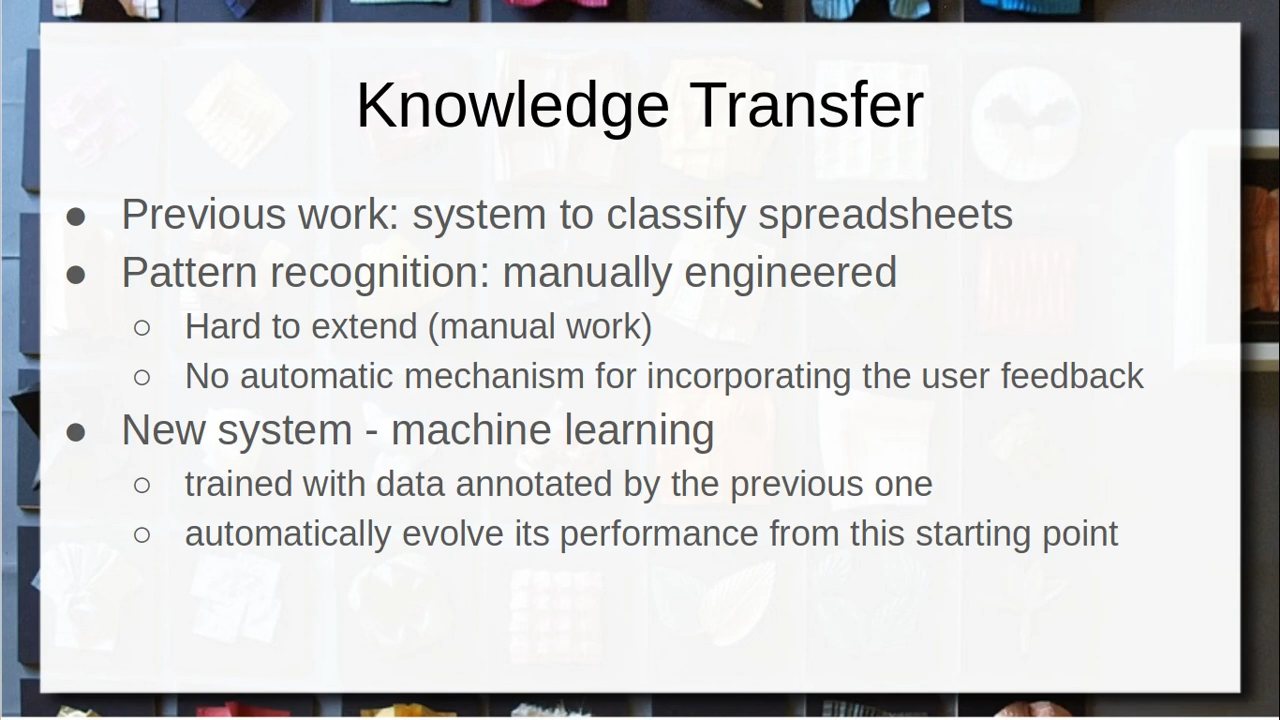 Knowledge Transfer
● Previous work: system to classify spreadsheets
● Pattern recognition: manually engineered
○ Hard to extend (manual work)
○ No automatic mechanism for incorporating the user feedback
● New system - machine learning
○ trained with data annotated by the previous one
○ automatically evolve its performance from this starting point